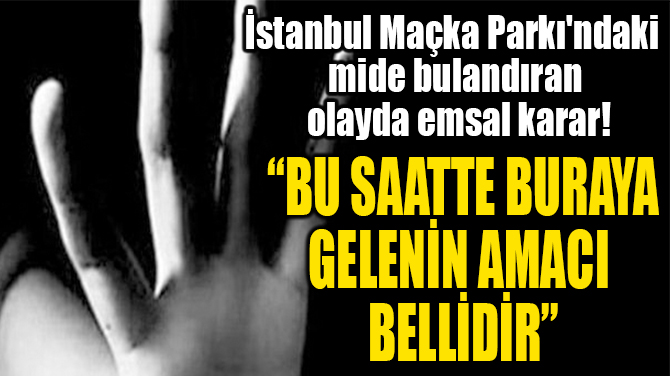 İstanbul Maçka Parkı'ndaki
mide bulandıran
olayda emsal karar!
“BU SAATTE BURAYA
GELENİN AMACI
BELLİDİR”